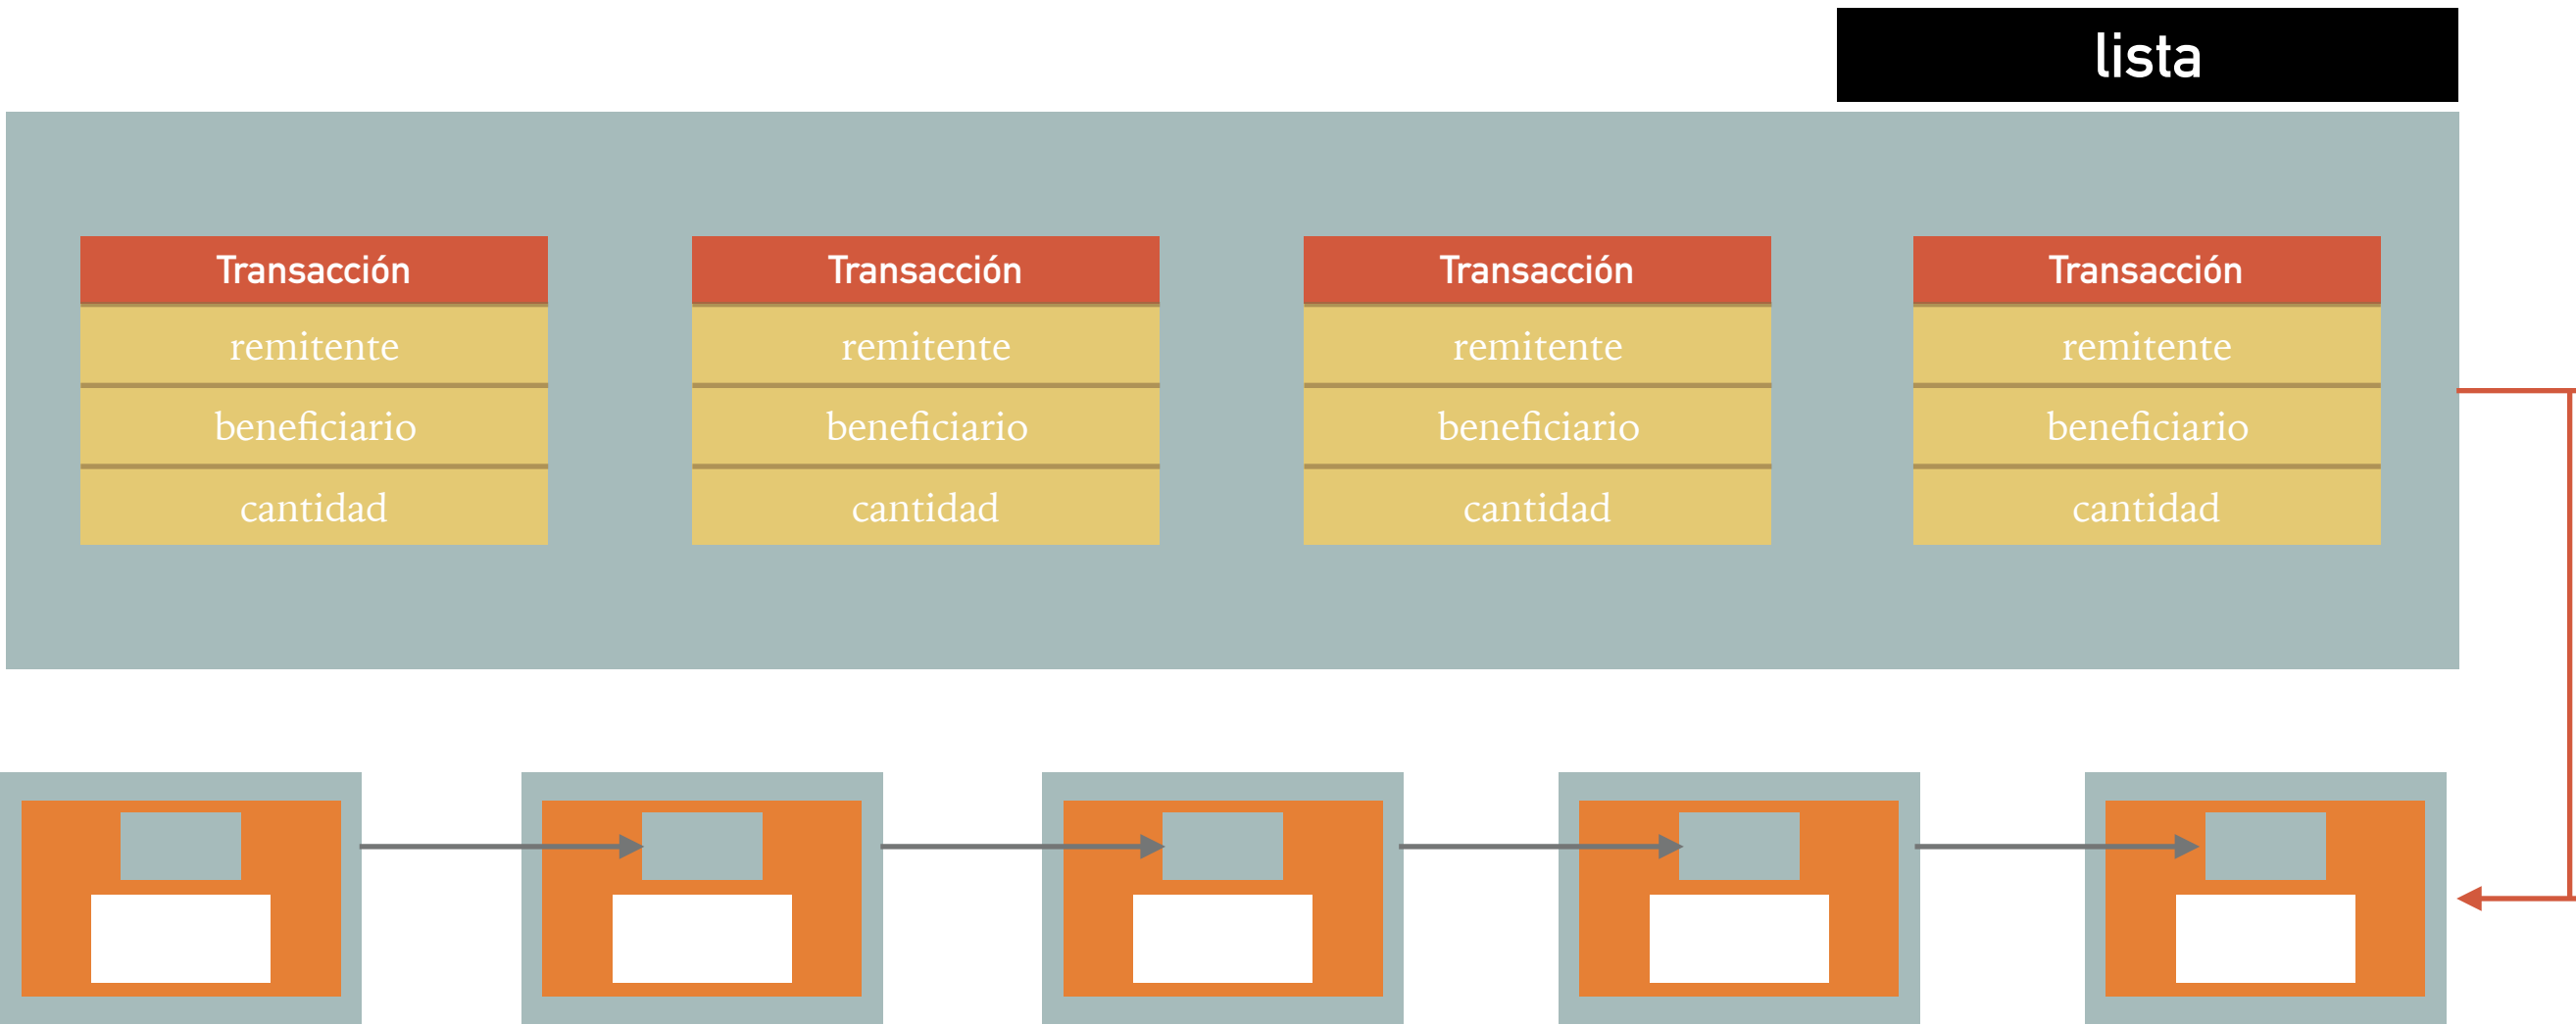 lista
Transacción
remitente
beneficiario
cantidad
Transacción
remitente
beneficiario
cantidad
Transacción
remitente
beneficiario
cantidad
Transacción
remitente
beneficiario
cantidad